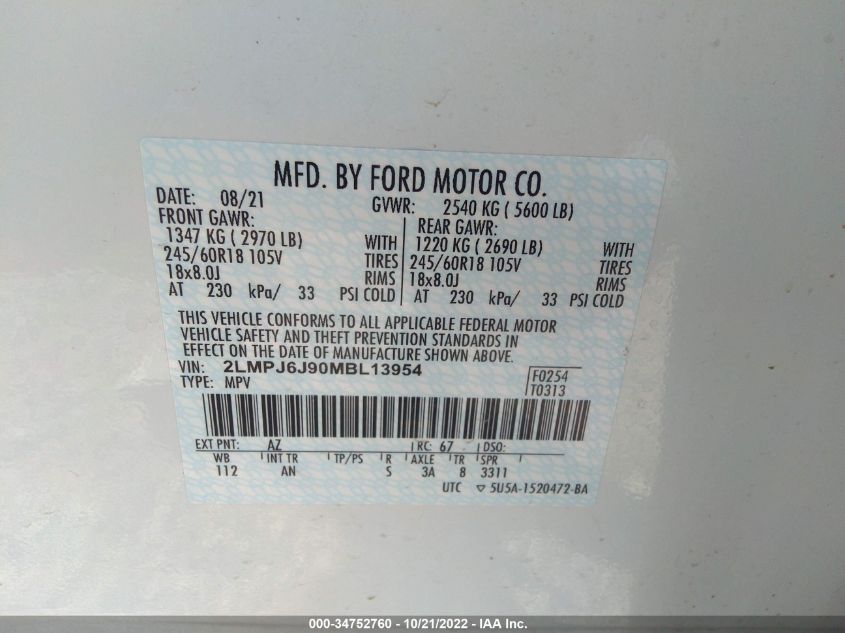 MFD. BY FORD MOTOR CO.
DATE: 08/21 GVWR: 2540 KG ( 5600 LB)
FRONT GAWR: REAR GAWR:
1347 KG ( 2970 LB) WITH 1220 KG ( 2690 LB) WITH
245/60R18 105V TIRES 245/60R18 105V TIRES
18x8.0J RIMS 18x8.0J RIMS
AT 230 kPa/ 33 PSI COLD AT 230 kPa/ 33 PSI COLD
THIS VEHICLE CONFORMS TO ALL APPLICABLE FEDERAL MOTOR
VEHICLE SAFETY AND THEFT PREVENTION STANDARDS IN
EFFECT ON THE DATE OF MANUFACTURE SHOWN ABOVE.
VIN: 2LMPJ6J90MBL13954 F0254
TYPE: MPV T0313
EXT PNT: AZ RC: 67 DSO:
WB INT TR TP/PS R AXLE TR SPR
112 AN S 3A 8 3311
UTC ▽ 5U5A-1520472-BA
000-34752760 - 10/21/2022 - IAA Inc.